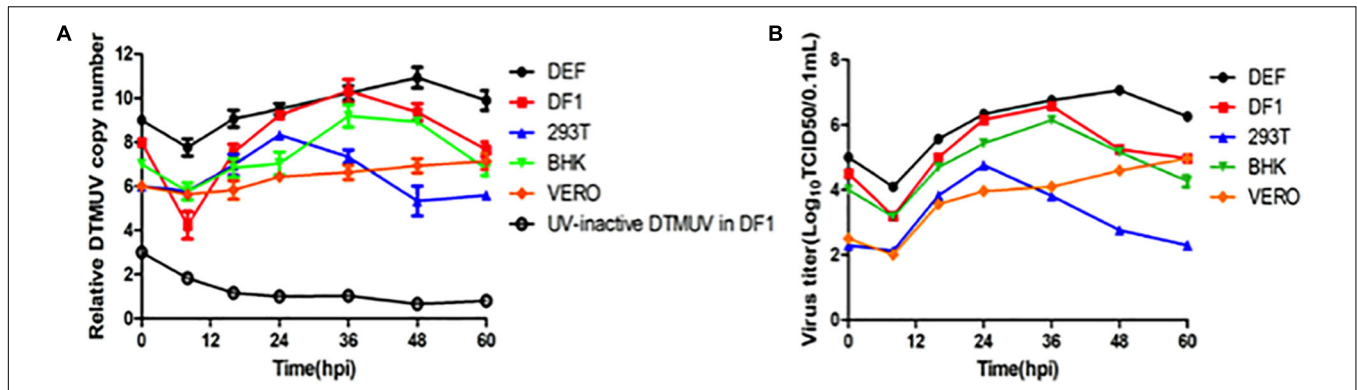 A
Relative DTMUV copy number
12
10
8
6
4
2
0
0 12 24 36 48 60
Time(hpi)
DEF
DF1
293T
BHK
VERO
UV-inactive DTMUV in DF1
B
Virus titer(Log10TCID50/0.1mL)
8
6
4
2
0
0 12 24 36 48 60
Time(hpi)
DEF
DF1
293T
BHK
VERO